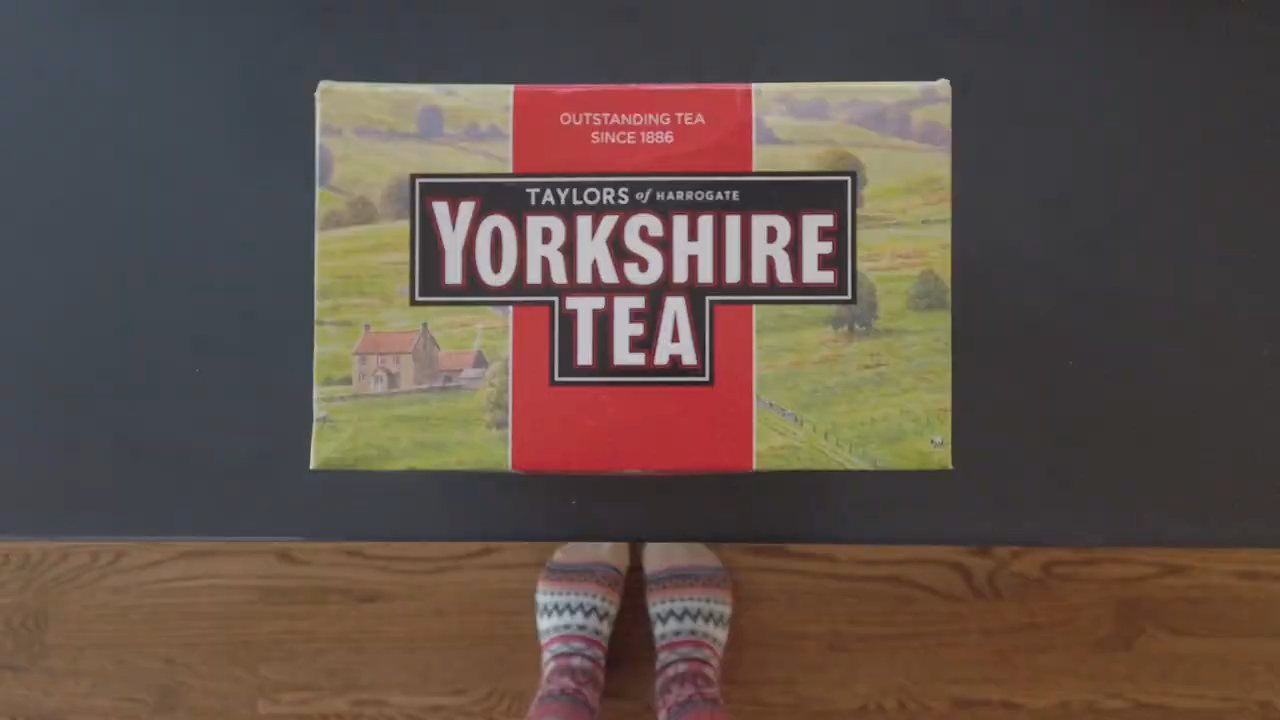 OUTSTANDING TEA
SINCE 1886
TAYLORS of HARROGATE
YORKSHIRE
TEA